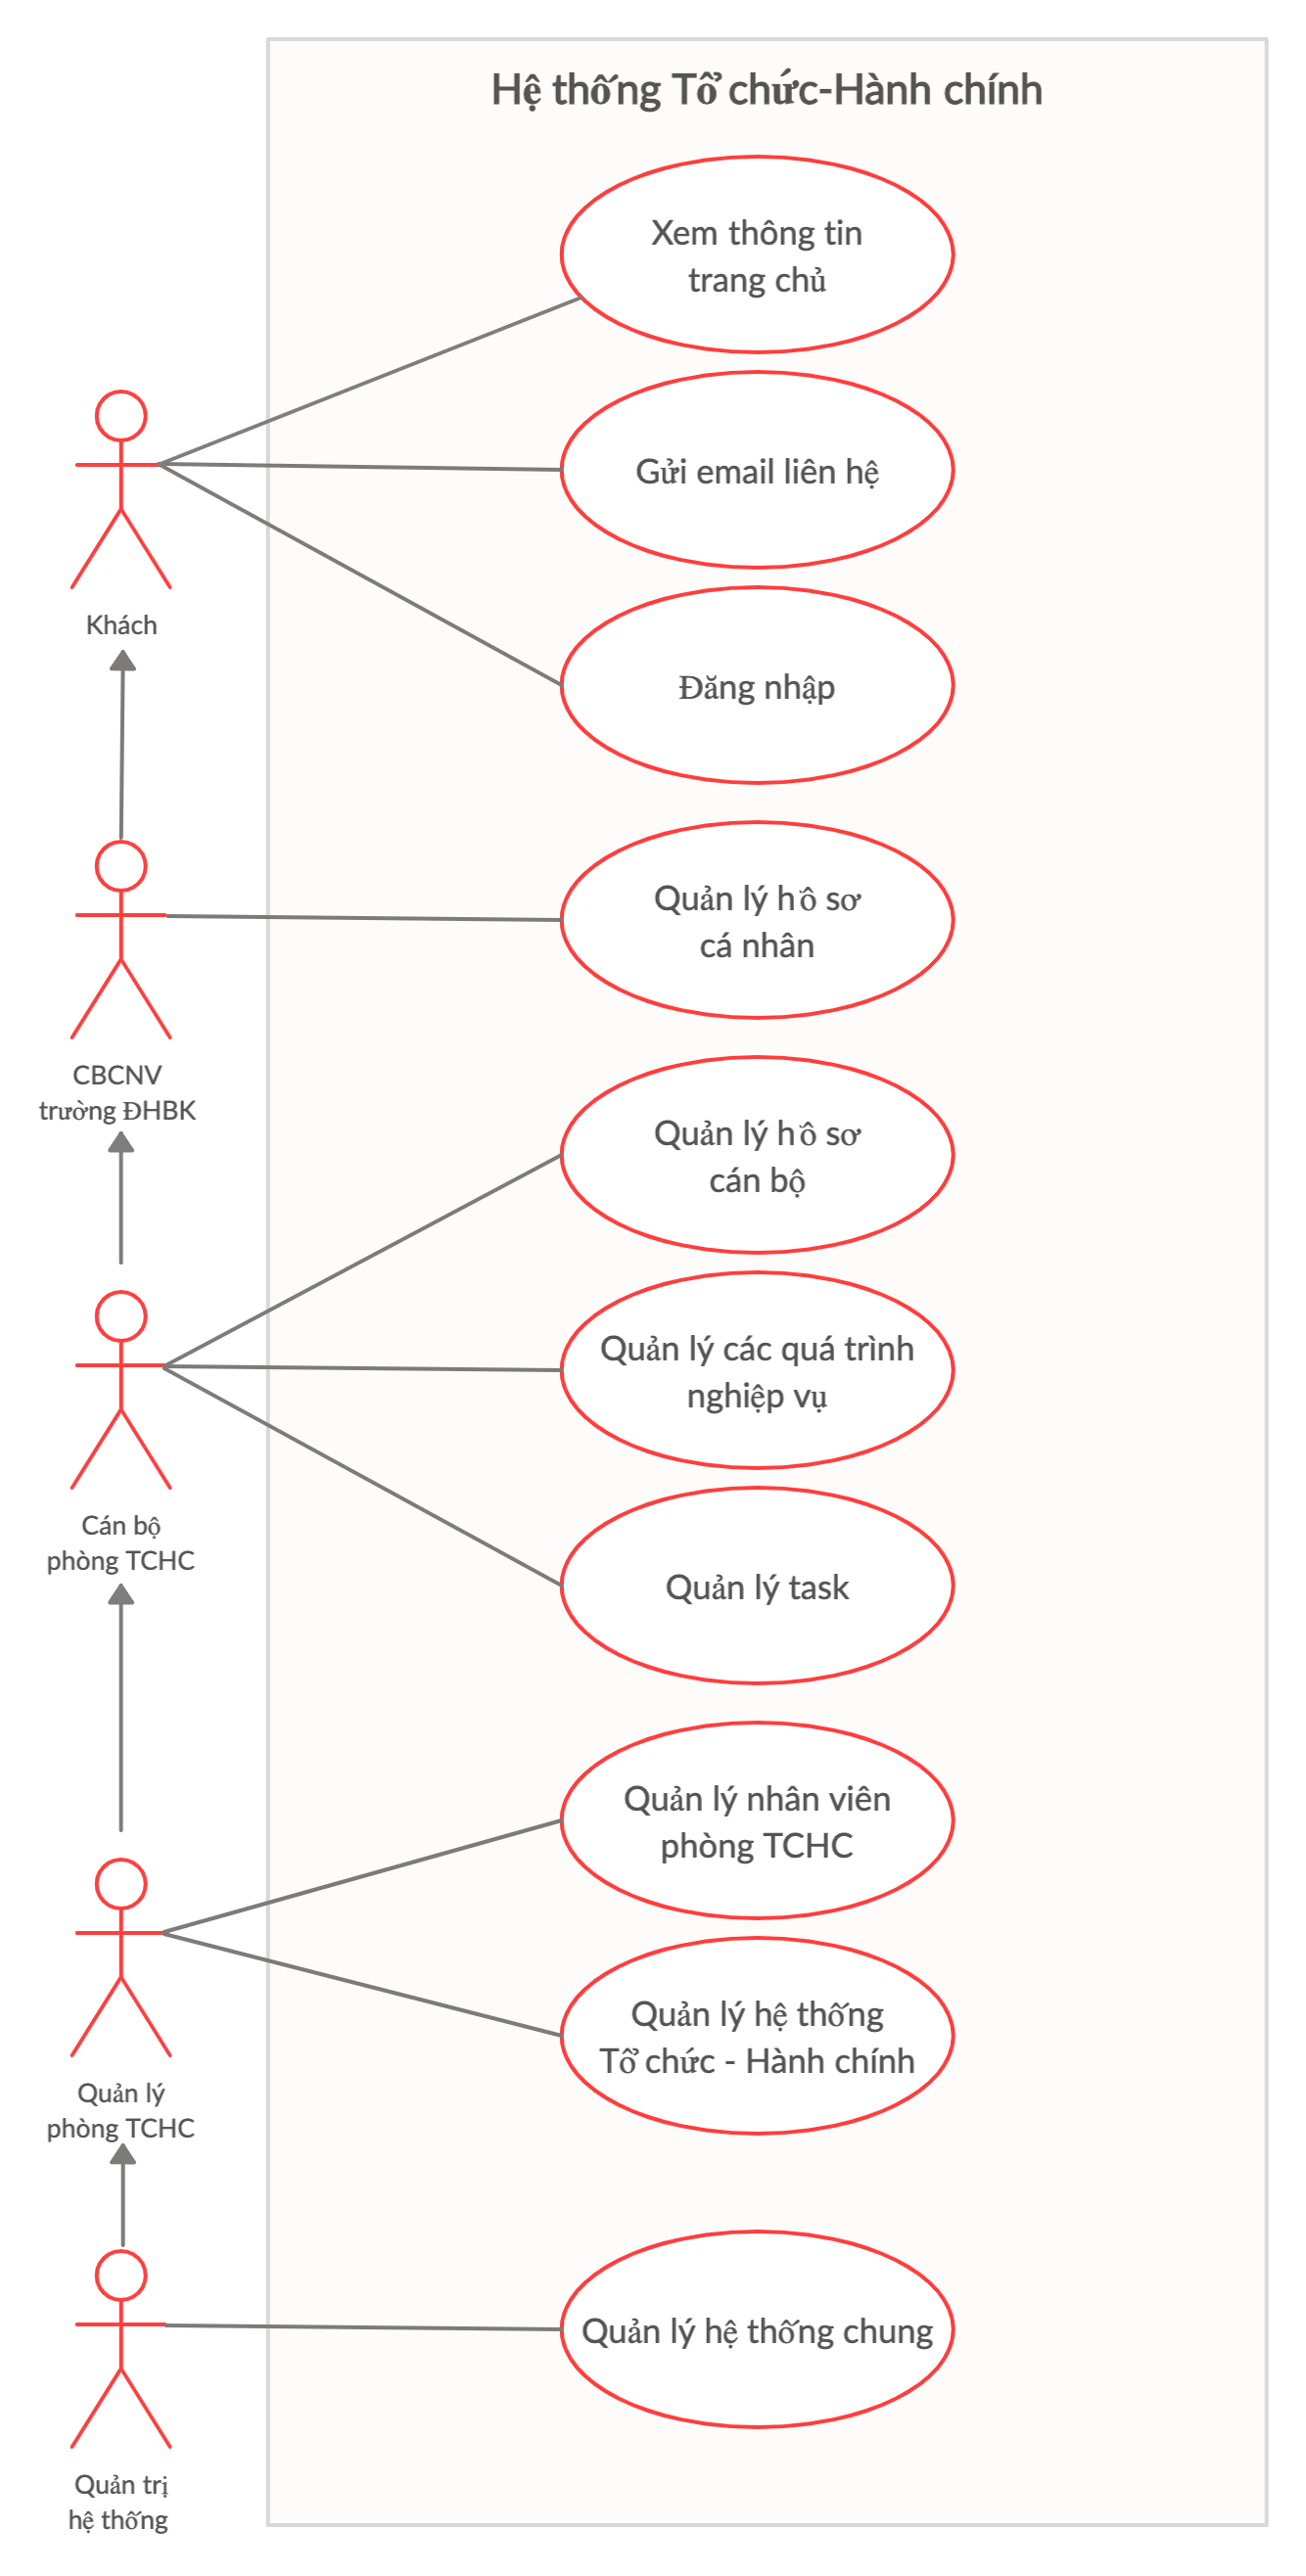 Hệ thống Tổ chức-Hành chính
Xem thông tin
trang chủ
Gửi email liên hệ
Đăng nhập
Khách
Quản lý hồ sơ
cá nhân
CBCNV
trường ĐHBK
Quản lý hồ sơ
cán bộ
Quản lý các quá trình
nghiệp vụ
Quản lý task
Cán bộ
phòng TCHC
Quản lý nhân viên
phòng TCHC
Quản lý hệ thống
Tổ chức - Hành chính
Quản lý
phòng TCHC
Quản lý hệ thống chung
Quản trị
hệ thống